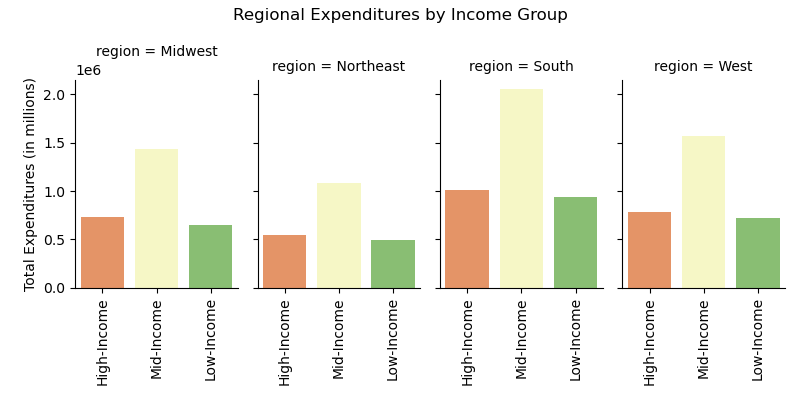 Regional Expenditures by Income Group
region = Midwest
region = Northeast
region = South
region = West
1e6
Total Expenditures (in millions)
2.0
1.5
1.0
0.5
0.0
High-Income
Mid-Income
Low-Income
High-Income
Mid-Income
Low-Income
High-Income
Mid-Income
Low-Income
High-Income
Mid-Income
Low-Income